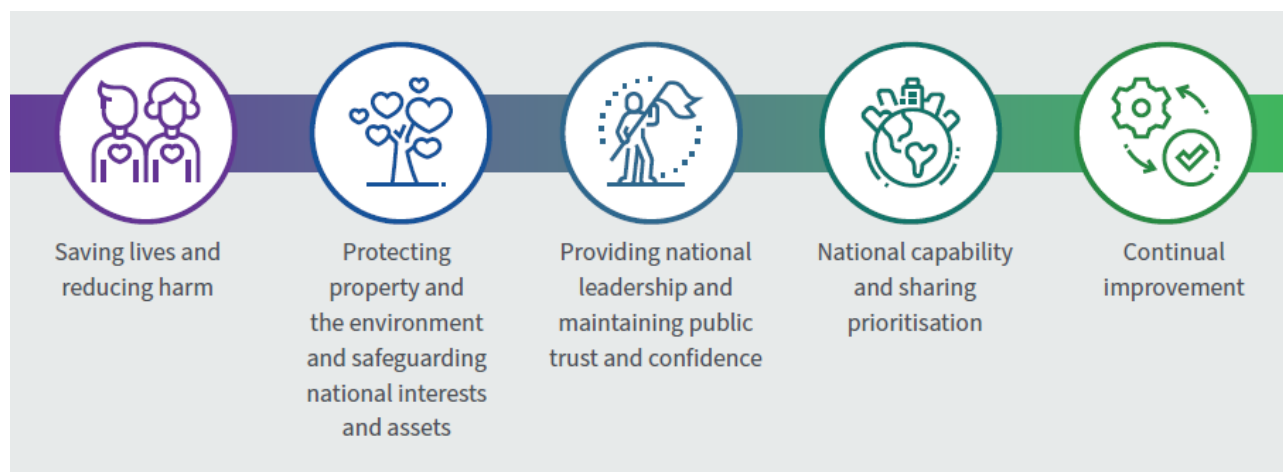 Saving lives and
reducing harm
Protecting
property and
the environment
and safeguarding
national interests
and assets
Providing national
leadership and
maintaining public
trust and confidence
National capability
and sharing
prioritisation
Continual
improvement